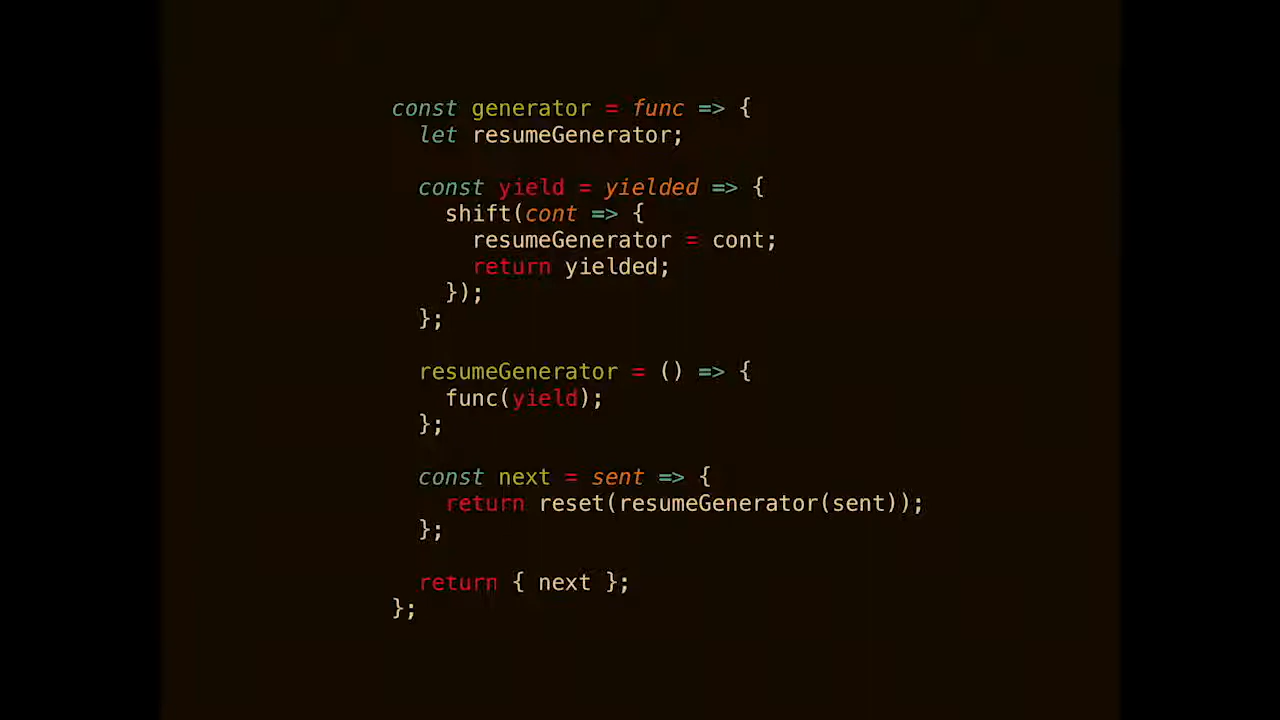 const generator = func => {
  let resumeGenerator;

  const yield = yielded => {
    shift(cont => {
      resumeGenerator = cont;
      return yielded;
    });
  };

  resumeGenerator = () => {
    func(yield);
  };

  const next = sent => {
    return reset(resumeGenerator(sent));
  };

  return { next };
};